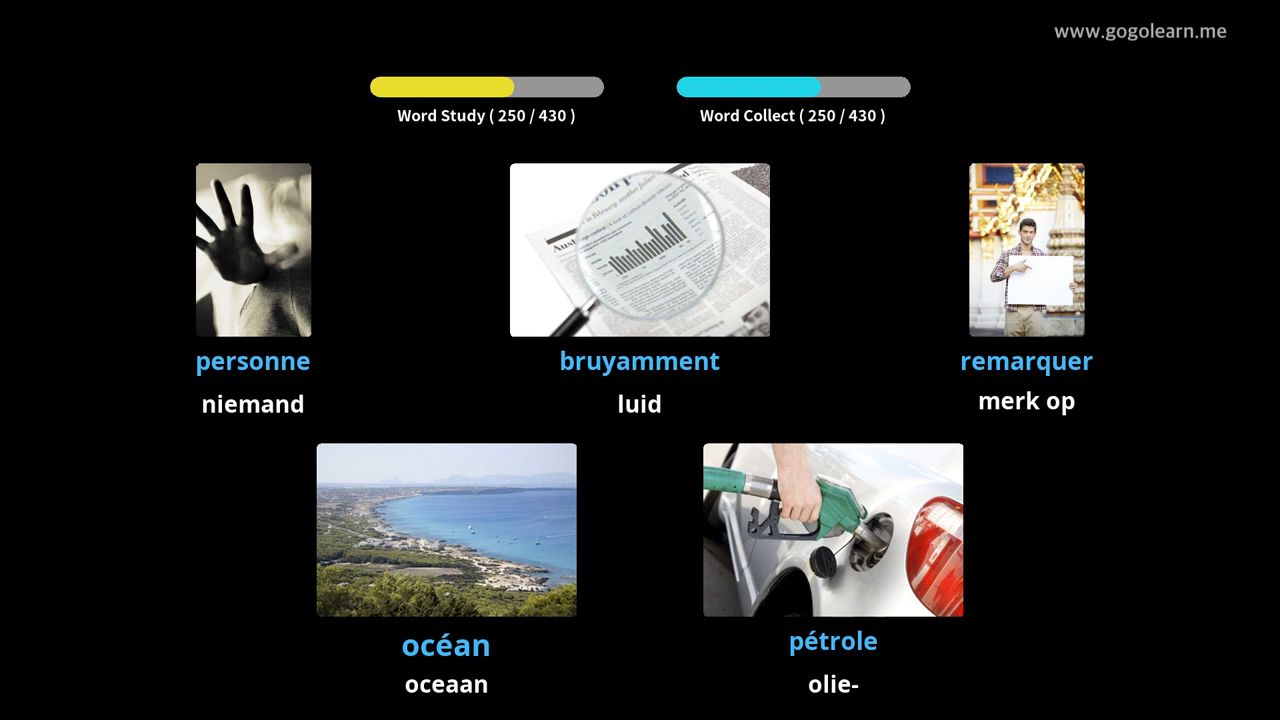 www.gogolearn.me
Word Study ( 250 / 430 )
Word Collect ( 250 / 430 )
personne
bruyamment
remarquer
niemand
luid
merk op
océan
pétrole
oceaan
olie-